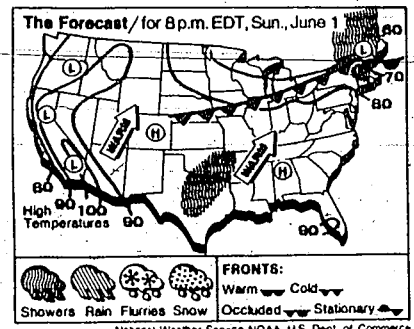 The Forecast/for 8 p.m. EDT, Sun., June 1
60
L
L
70
80
L
H
WARM
WARM
L
H
80
90
100
90
90
High
Temperatures
Showers Rain Flurries Snow
FRONTS:
Warm Cold
Occluded Stationary
National Weather Service NOAA, U.S. Dept. of Commerce